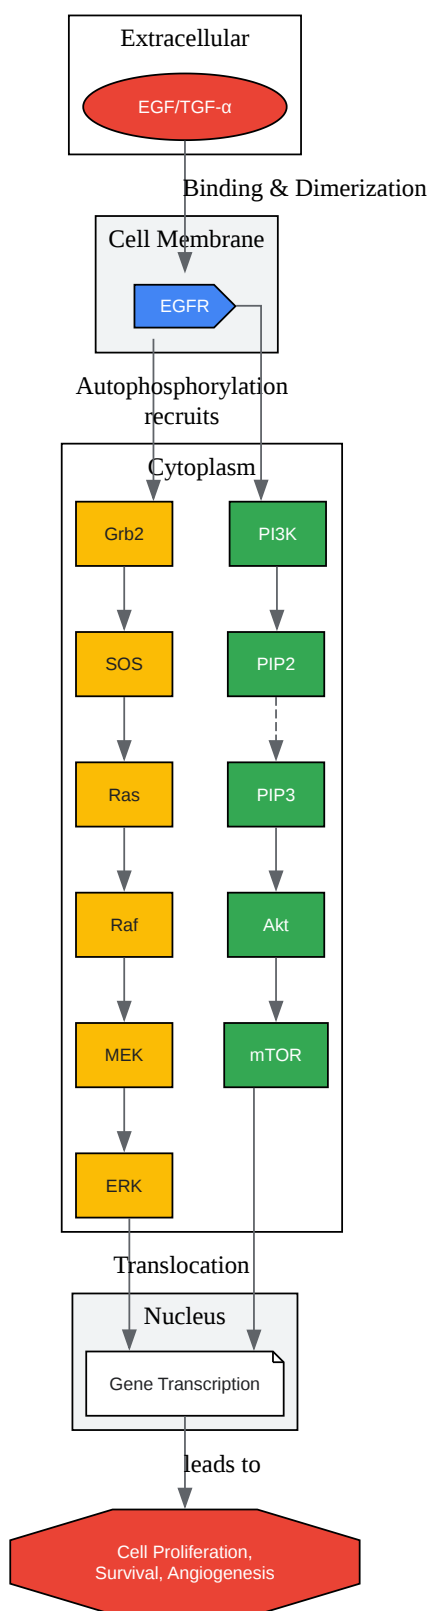 Extracellular
EGF/TGF-α
Binding & Dimerization
Cell Membrane
EGFR
Autophosphorylation
recruits
Cytoplasm
Grb2
PI3K
SOS
PIP2
Ras
PIP3
Raf
Akt
MEK
mTOR
ERK
Translocation
Nucleus
Gene Transcription
leads to
Cell Proliferation,
Survival, Angiogenesis